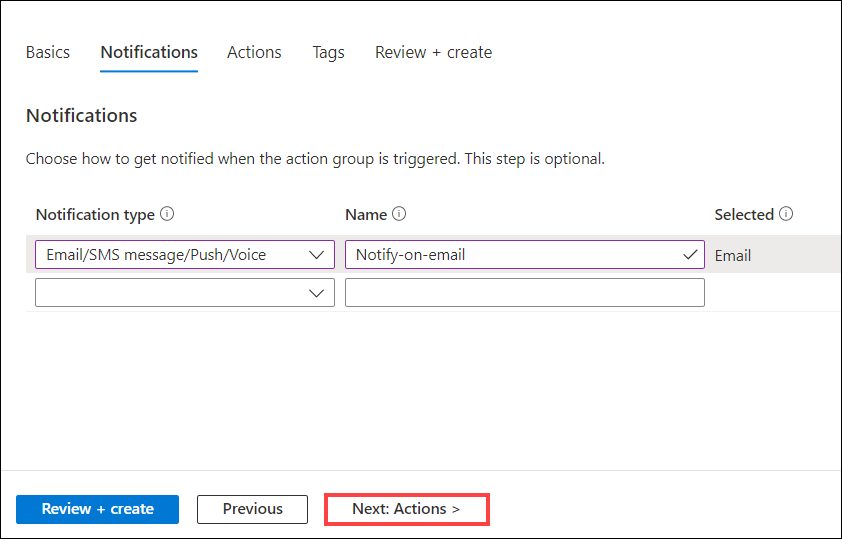 Basics Notifications Actions Tags Review + create
Notifications
Choose how to get notified when the action group is triggered. This step is optional.
Notification type Name Selected
Email/SMS message/Push/Voice Notify-on-email Email
Review + create Previous Next: Actions >